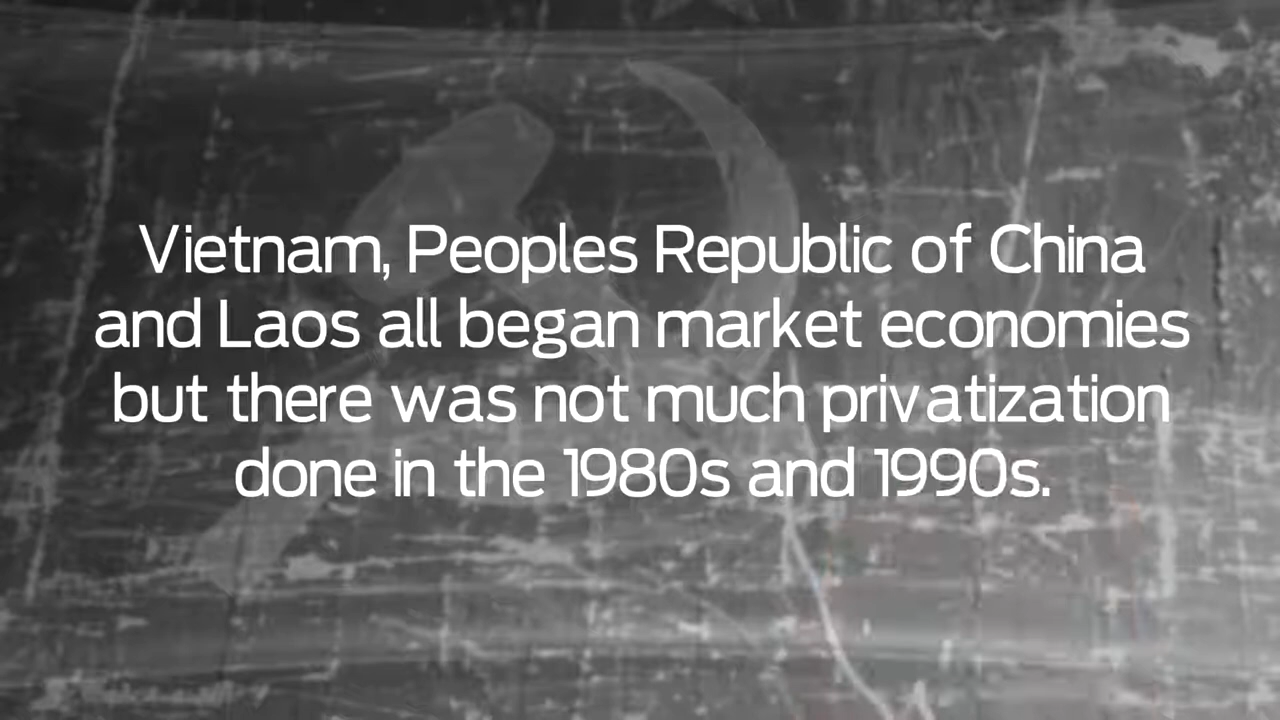 Vietnam, Peoples Republic of China
and Laos all began market economies
but there was not much privatization
done in the 1980s and 1990s.